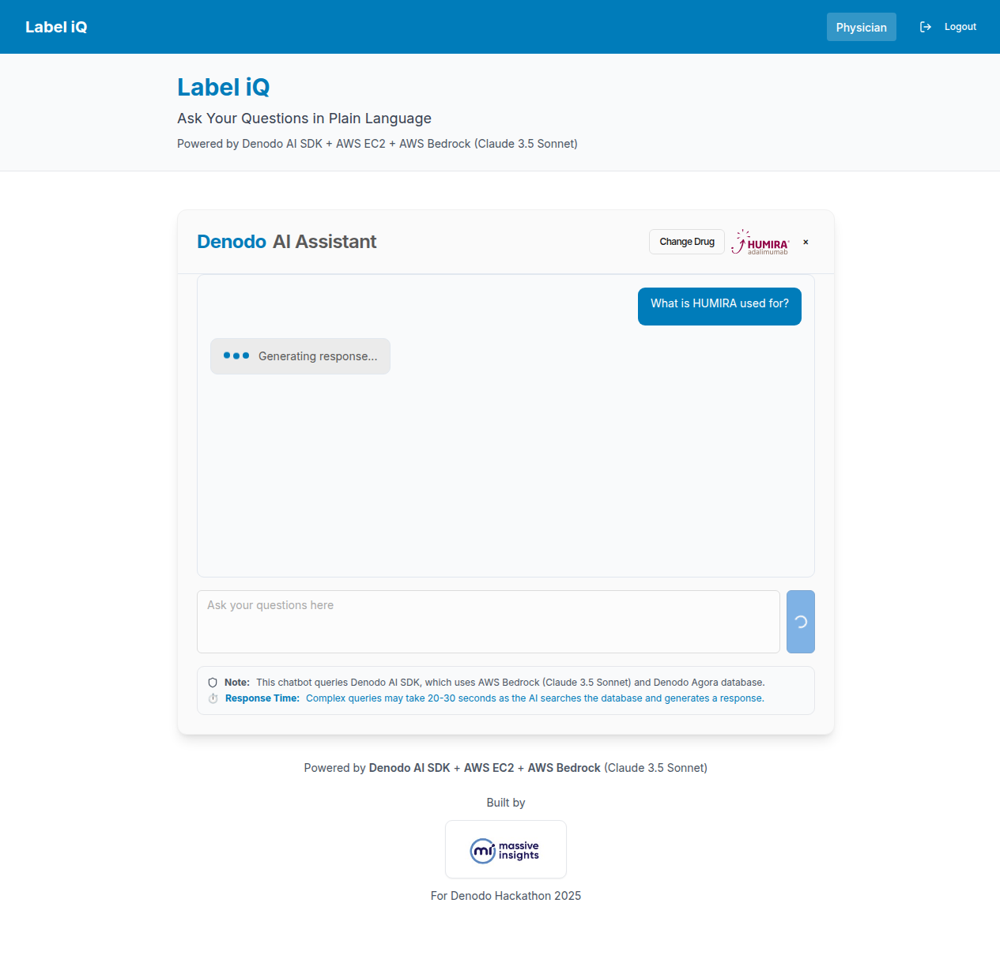 Label iQ
Physician
Logout
Label iQ
Ask Your Questions in Plain Language
Powered by Denodo AI SDK + AWS EC2 + AWS Bedrock (Claude 3.5 Sonnet)
Denodo AI Assistant
Change Drug
HUMIRA®
adalimumab
×
What is HUMIRA used for?
Generating response...
Ask your questions here
Note: This chatbot queries Denodo AI SDK, which uses AWS Bedrock (Claude 3.5 Sonnet) and Denodo Agora database.
Response Time: Complex queries may take 20-30 seconds as the AI searches the database and generates a response.
Powered by Denodo AI SDK + AWS EC2 + AWS Bedrock (Claude 3.5 Sonnet)
Built by
mi massive
insights
For Denodo Hackathon 2025